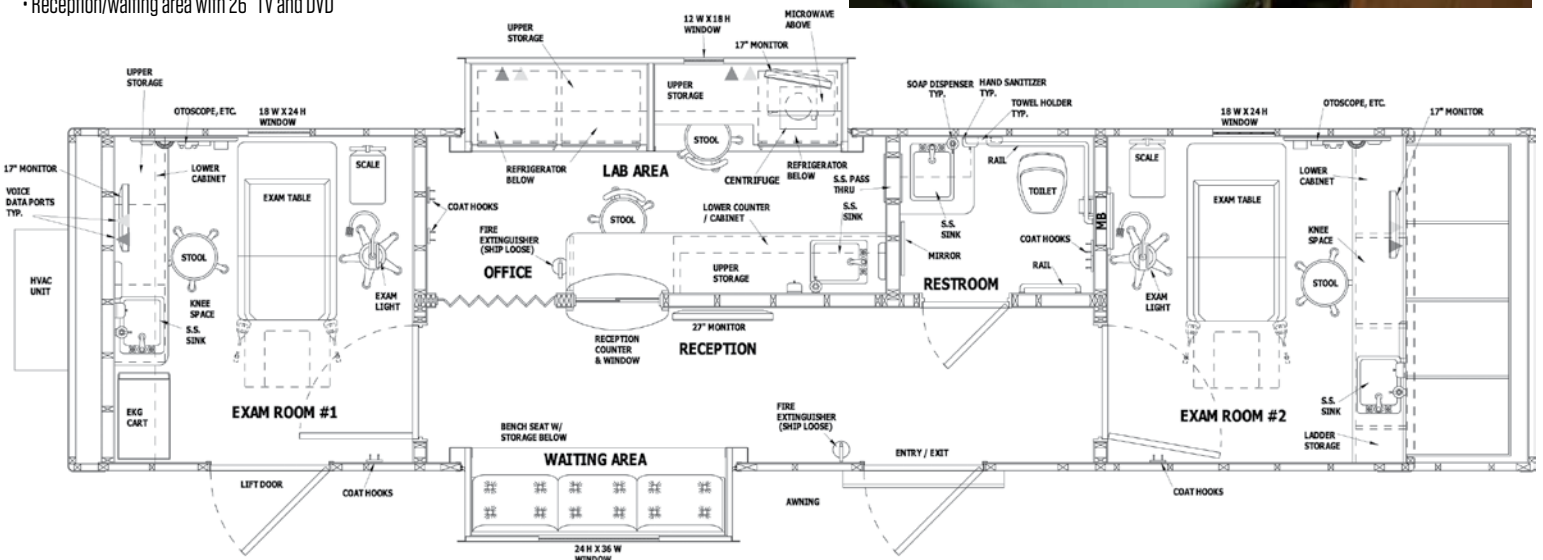 • Reception/waiting area with 26" TV and DVD
12 W X 18 H
WINDOW
MICROWAVE
ABOVE
UPPER
STORAGE
17" MONITOR
UPPER
STORAGE
UPPER
STORAGE
SOAP DISPENSER
TYP.
HAND SANITIZER
TYP.
TOWEL HOLDER
TYP.
OTOSCOPE, ETC.
18 W X 24 H
WINDOW
18 W X 24 H
WINDOW
OTOSCOPE, ETC.
17" MONITOR
17" MONITOR
VOICE
DATA PORTS
TYP.
LOWER
CABINET
SCALE
EXAM TABLE
STOOL
REFRIGERATOR
BELOW
LAB AREA
STOOL
CENTRIFUGE
REFRIGERATOR
BELOW
S.S. PASS
THRU
RAIL
TOILET
SCALE
EXAM TABLE
LOWER
CABINET
COAT HOOKS
STOOL
LOWER COUNTER
/ CABINET
S.S.
SINK
S.S.
SINK
MB
COAT HOOKS
KNEE
SPACE
FIRE
EXTINGUISHER
(SHIP LOOSE)
OFFICE
UPPER
STORAGE
MIRROR
RAIL
RESTROOM
STOOL
HVAC
UNIT
KNEE
SPACE
EXAM
LIGHT
EXAM
LIGHT
S.S.
SINK
27" MONITOR
RECEPTION
COUNTER
& WINDOW
RECEPTION
EKG
CART
EXAM ROOM #1
FIRE
EXTINGUISHER
(SHIP LOOSE)
EXAM ROOM #2
S.S.
SINK
BENCH SEAT W/
STORAGE BELOW
WAITING AREA
ENTRY / EXIT
LADDER
STORAGE
LIFT DOOR
COAT HOOKS
AWNING
COAT HOOKS
24 H X 36 W
WINDOW